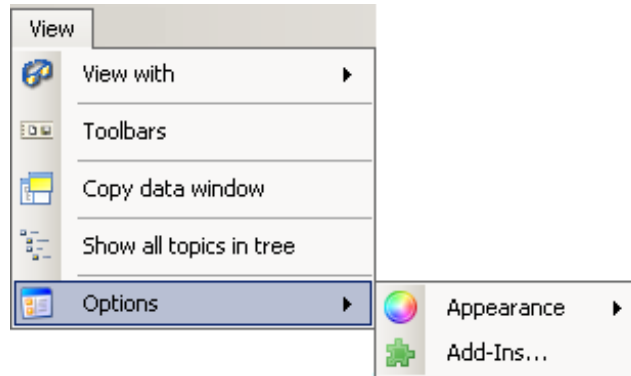 View
View with
Toolbars
Copy data window
Show all topics in tree
Options
Appearance
Add-Ins...